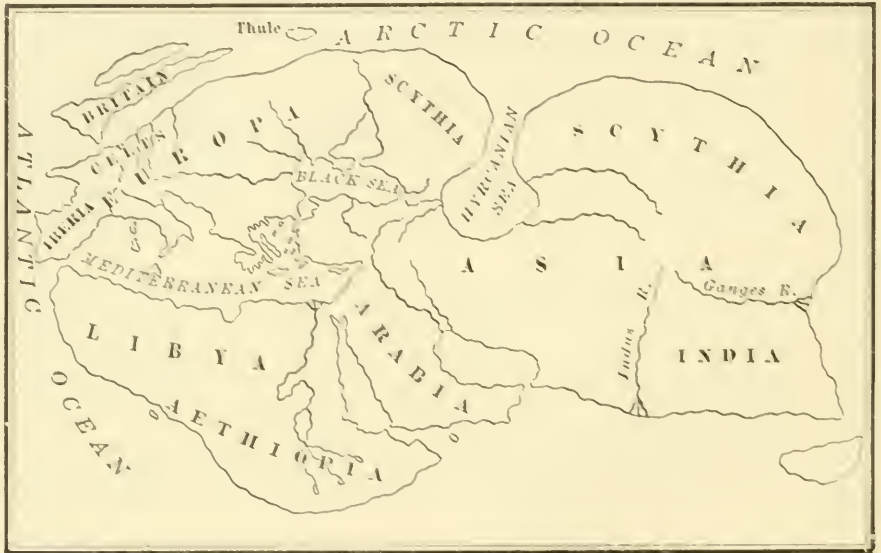 Thule
ARCTIC OCEAN
BRITAIN
SCYTHIA
SCYTHIA
CELTS
EUROPA
BLACK SEA
HYRCANIAN
SEA
IBERIA
ATLANTIC
OCEAN
MEDITERRANEAN SEA
ASIA
Ganges R.
Indus R.
INDIA
LIBYA
ARABIA
AETHIOPIA